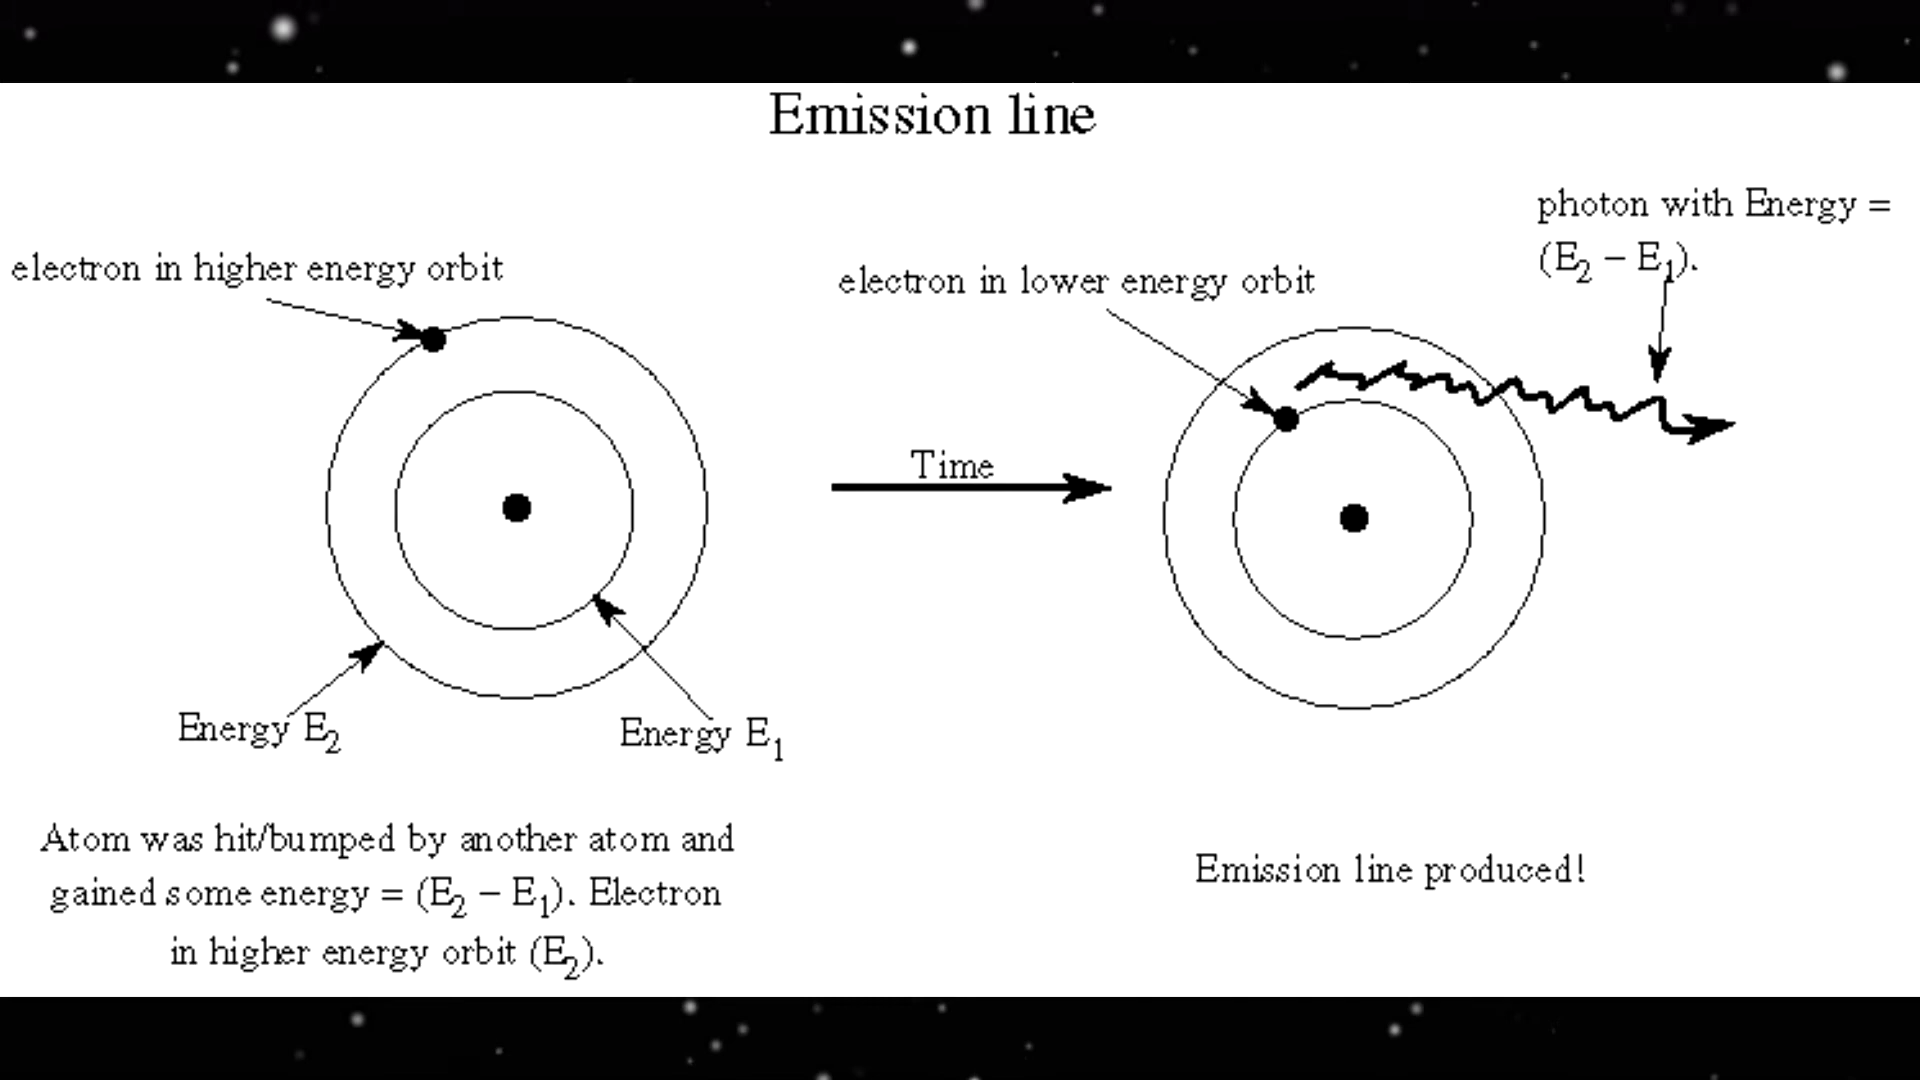 Emission line
electron in higher energy orbit
electron in lower energy orbit
photon with Energy =
(E₂ – E₁).
Time
Energy E₂
Energy E₁
Atom was hit/bumped by another atom and
gained some energy = (E₂ – E₁). Electron
in higher energy orbit (E₂).
Emission line produced!